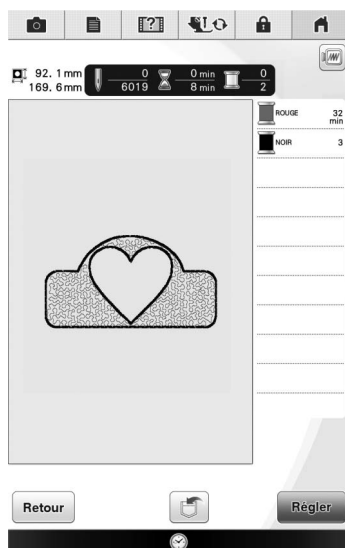 92. 1 mm
169. 6 mm
0
6019
0 min
8 min
0
2
ROUGE 32 min
NOIR 3
Retour
Régler